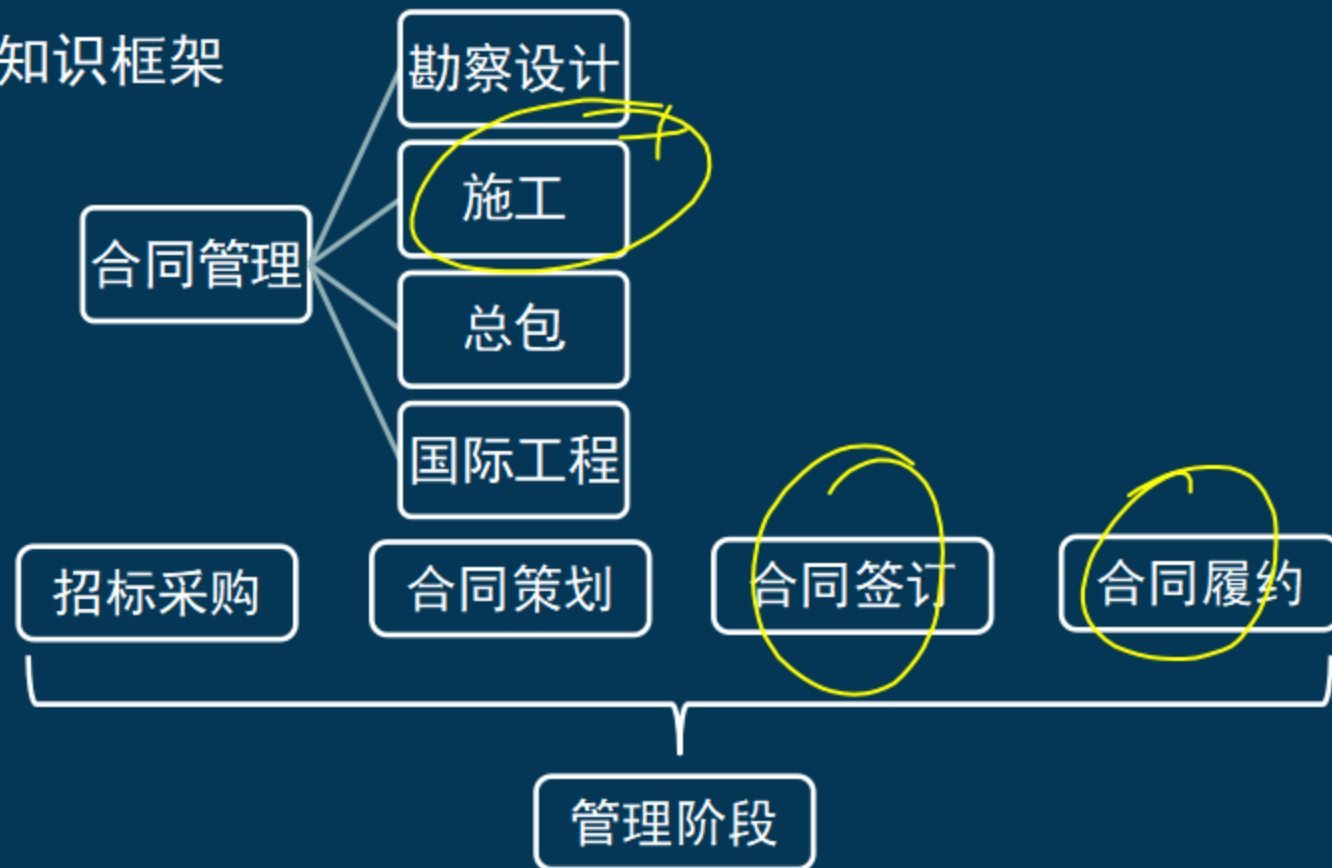 知识框架
勘察设计
施工
合同管理
总包
国际工程
招标采购
合同策划
合同签订
合同履约
管理阶段